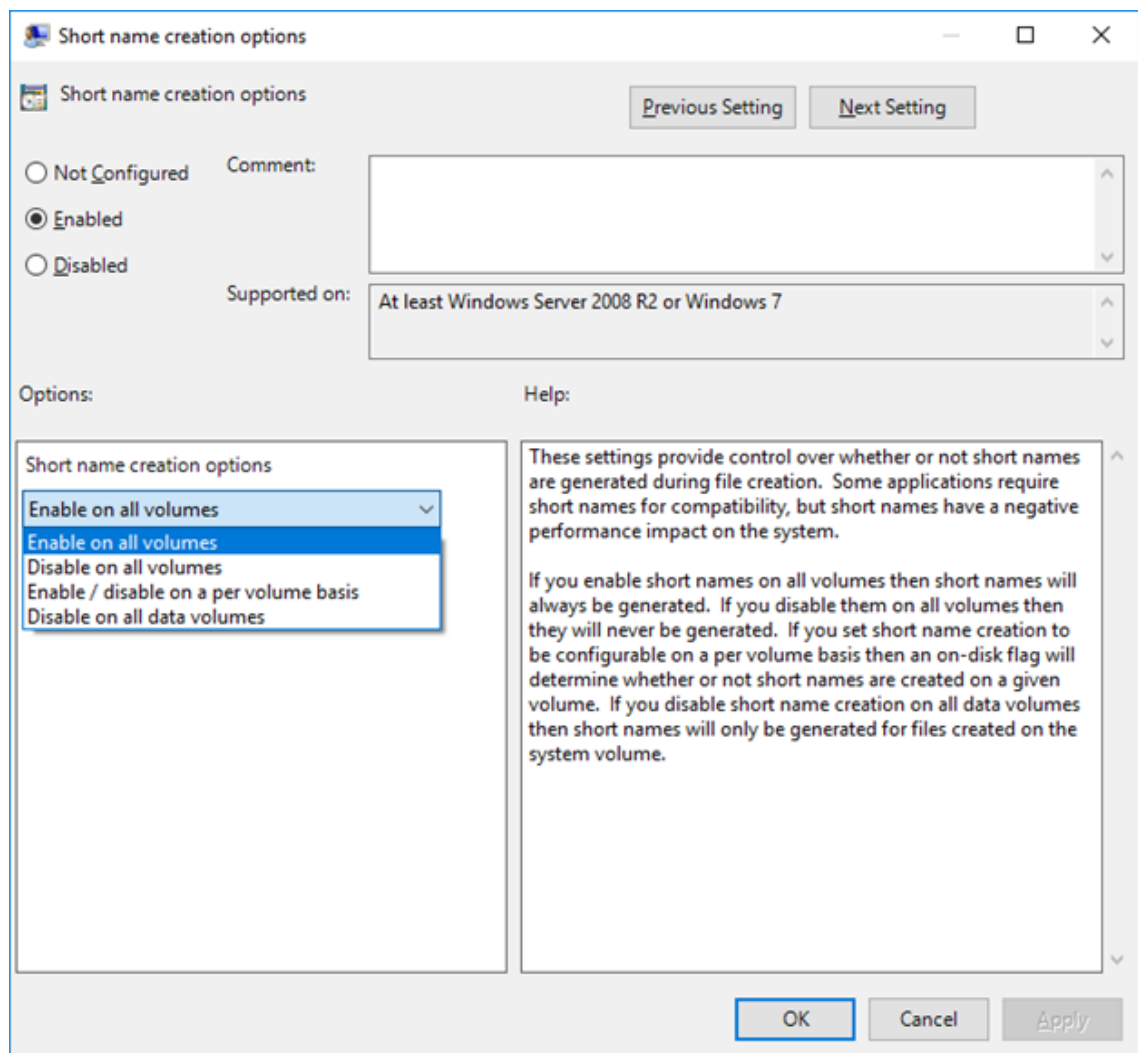 Short name creation options
Short name creation options
Previous Setting
Next Setting
Not Configured
Comment:
Enabled
Disabled
Supported on:
At least Windows Server 2008 R2 or Windows 7
Options:
Help:
Short name creation options
Enable on all volumes
Enable on all volumes
Disable on all volumes
Enable / disable on a per volume basis
Disable on all data volumes
These settings provide control over whether or not short names
are generated during file creation.  Some applications require
short names for compatibility, but short names have a negative
performance impact on the system.
If you enable short names on all volumes then short names will
always be generated.  If you disable them on all volumes then
they will never be generated.  If you set short name creation to
be configurable on a per volume basis then an on-disk flag will
determine whether or not short names are created on a given
volume.  If you disable short name creation on all data volumes
then short names will only be generated for files created on the
system volume.
OK
Cancel
Apply